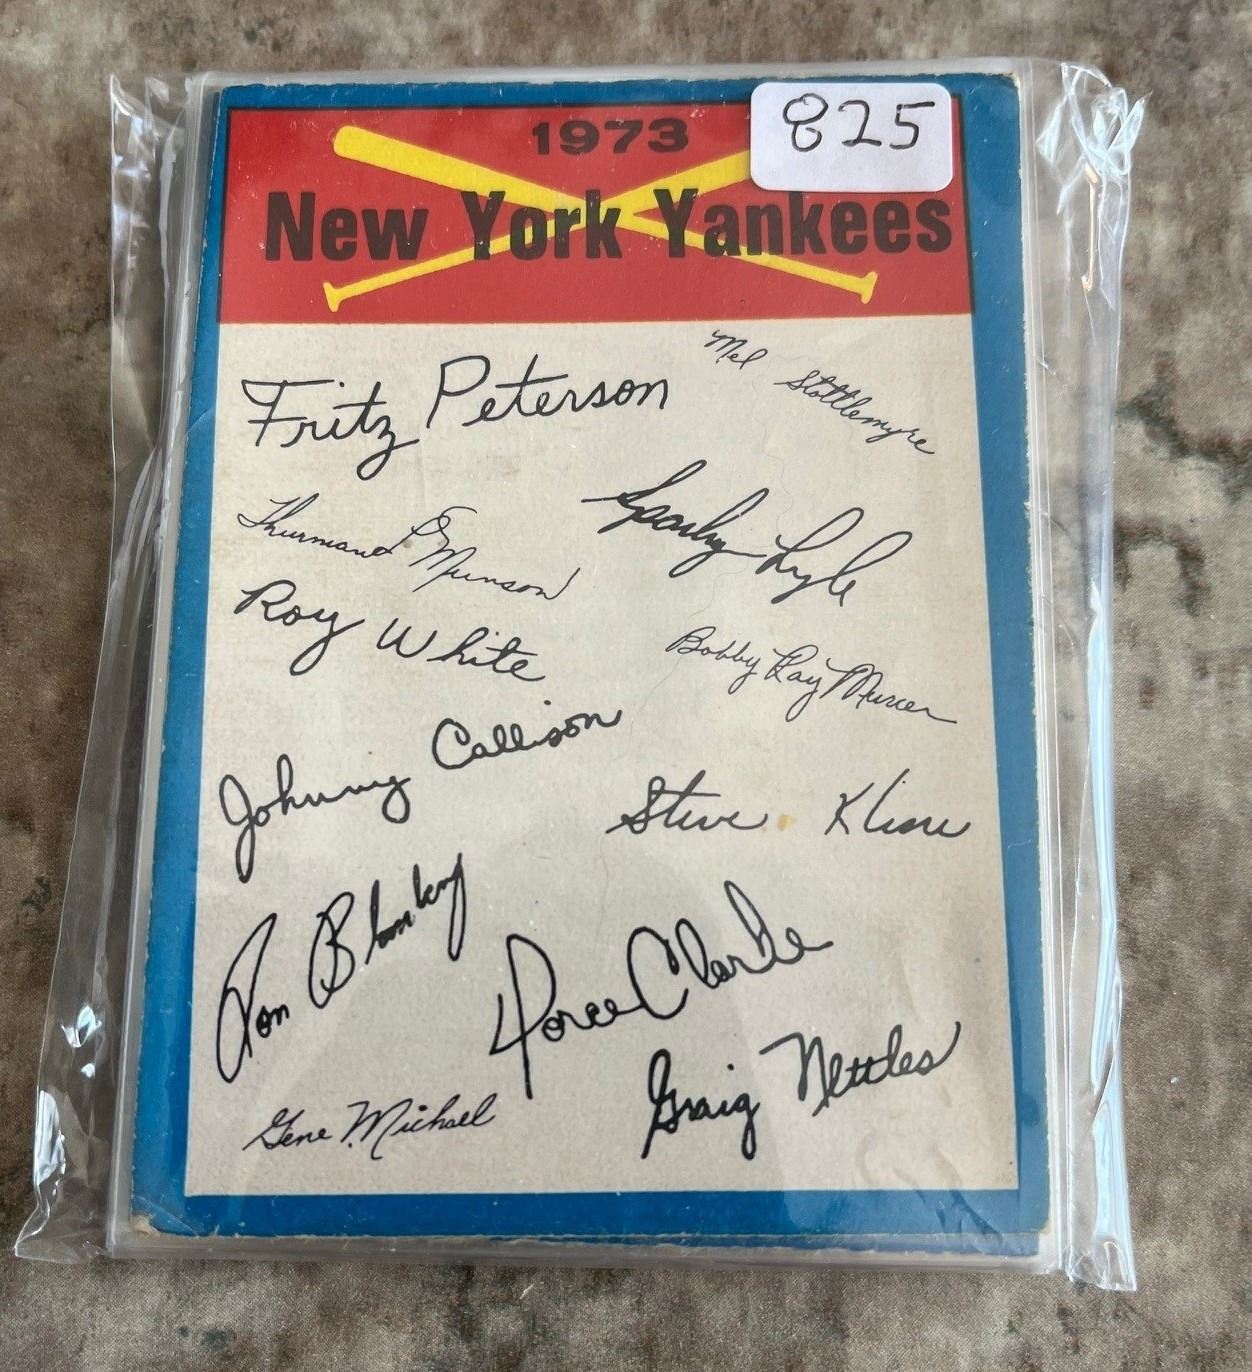 825
1973
New York Yankees
Fritz Peterson
Mel Stottlemyre
Thurman L Munson
Sparky Lyle
Roy White
Bobby Ray Murcer
Johnny Callison
Steve Kline
Ron Blomberg
Horace Clarke
Graig Nettles
Gene Michael